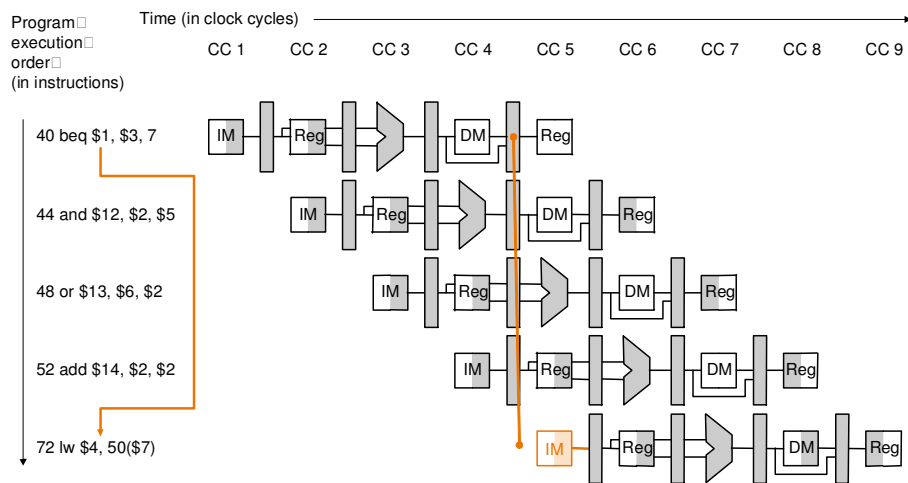 Program
Time (in clock cycles)
execution
order
(in instructions)
CC 1 CC 2 CC 3 CC 4 CC 5 CC 6 CC 7 CC 8 CC 9
40 beq $1, $3, 7
IM Reg DM Reg
44 and $12, $2, $5
IM Reg DM Reg
48 or $13, $6, $2
IM Reg DM Reg
52 add $14, $2, $2
IM Reg DM Reg
72 lw $4, 50($7)
IM Reg DM Reg